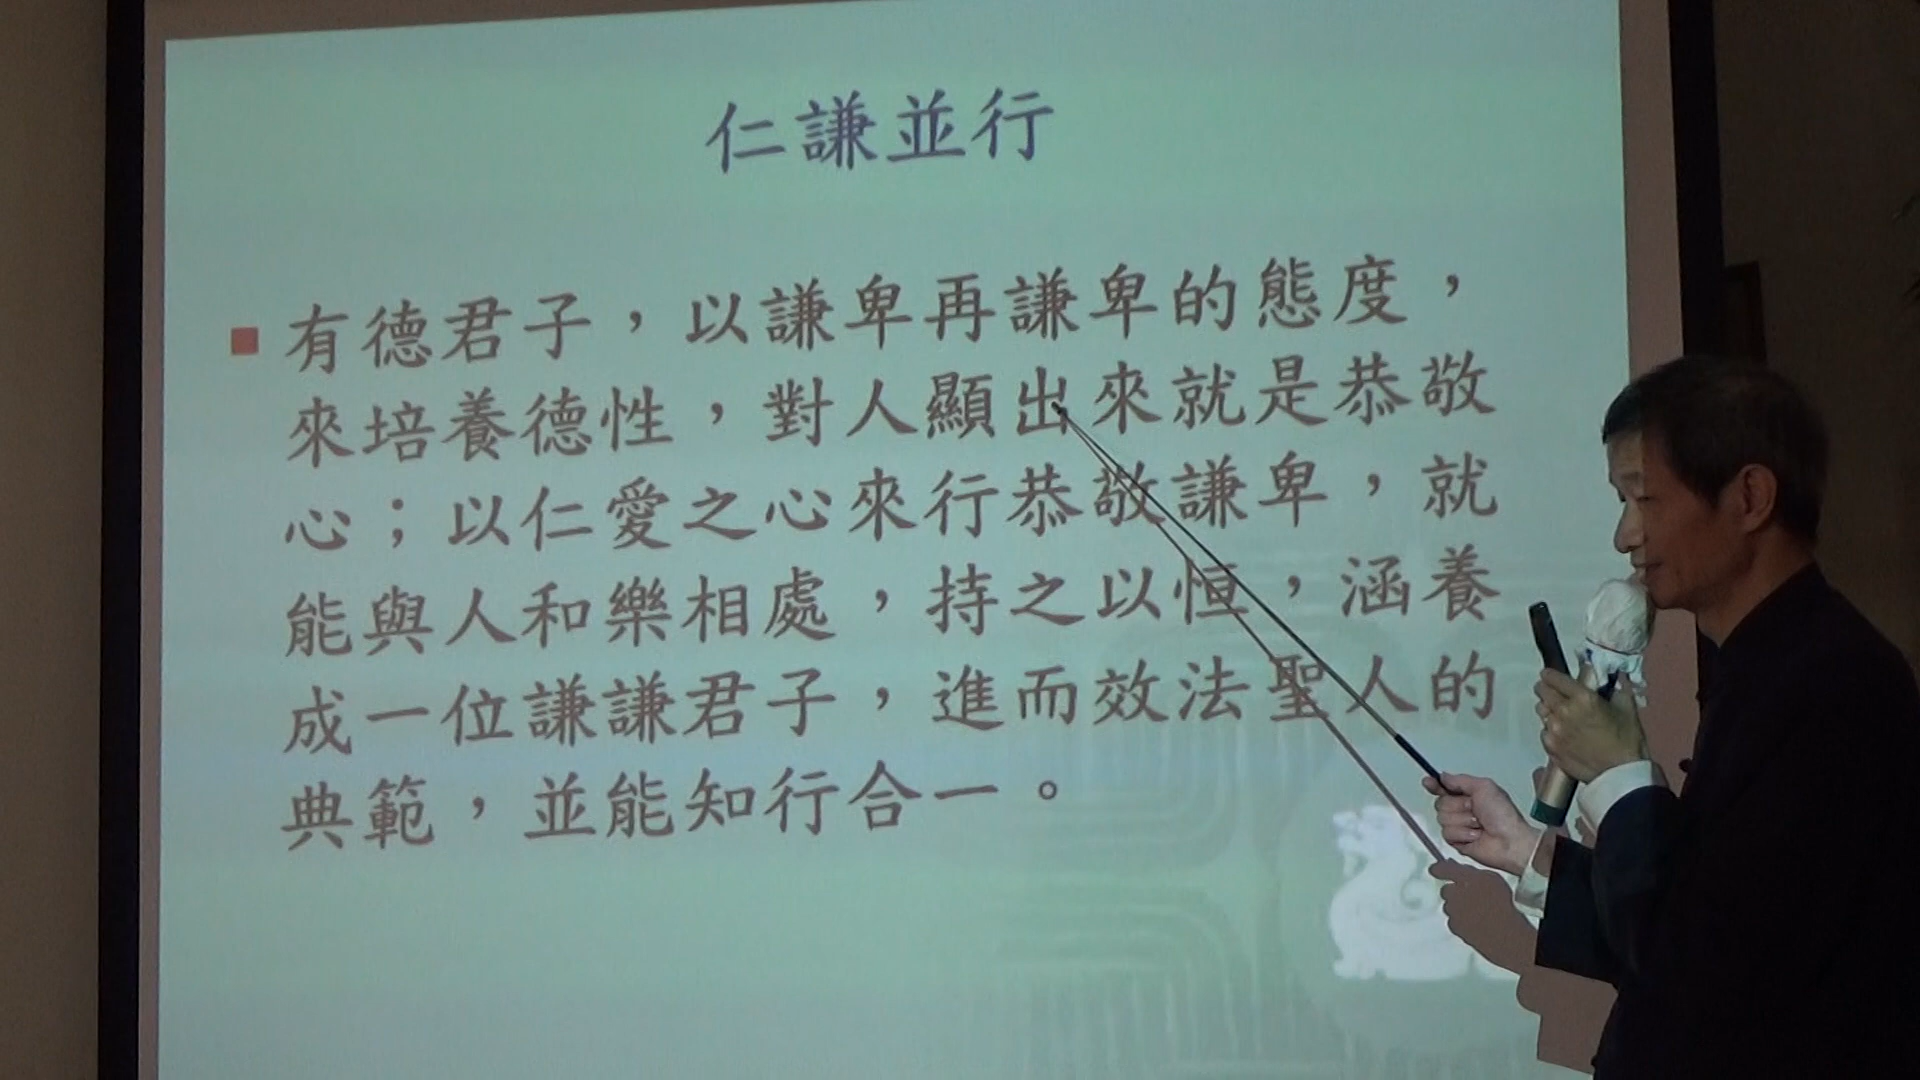 仁謙並行
有德君子，以謙卑再謙卑的態度，
來培養德性，對人顯出來就是恭敬
心；以仁愛之心來行恭敬謙卑，就
能與人和樂相處，持之以恒，涵養
成一位謙謙君子，進而效法聖人的
典範，並能知行合一。